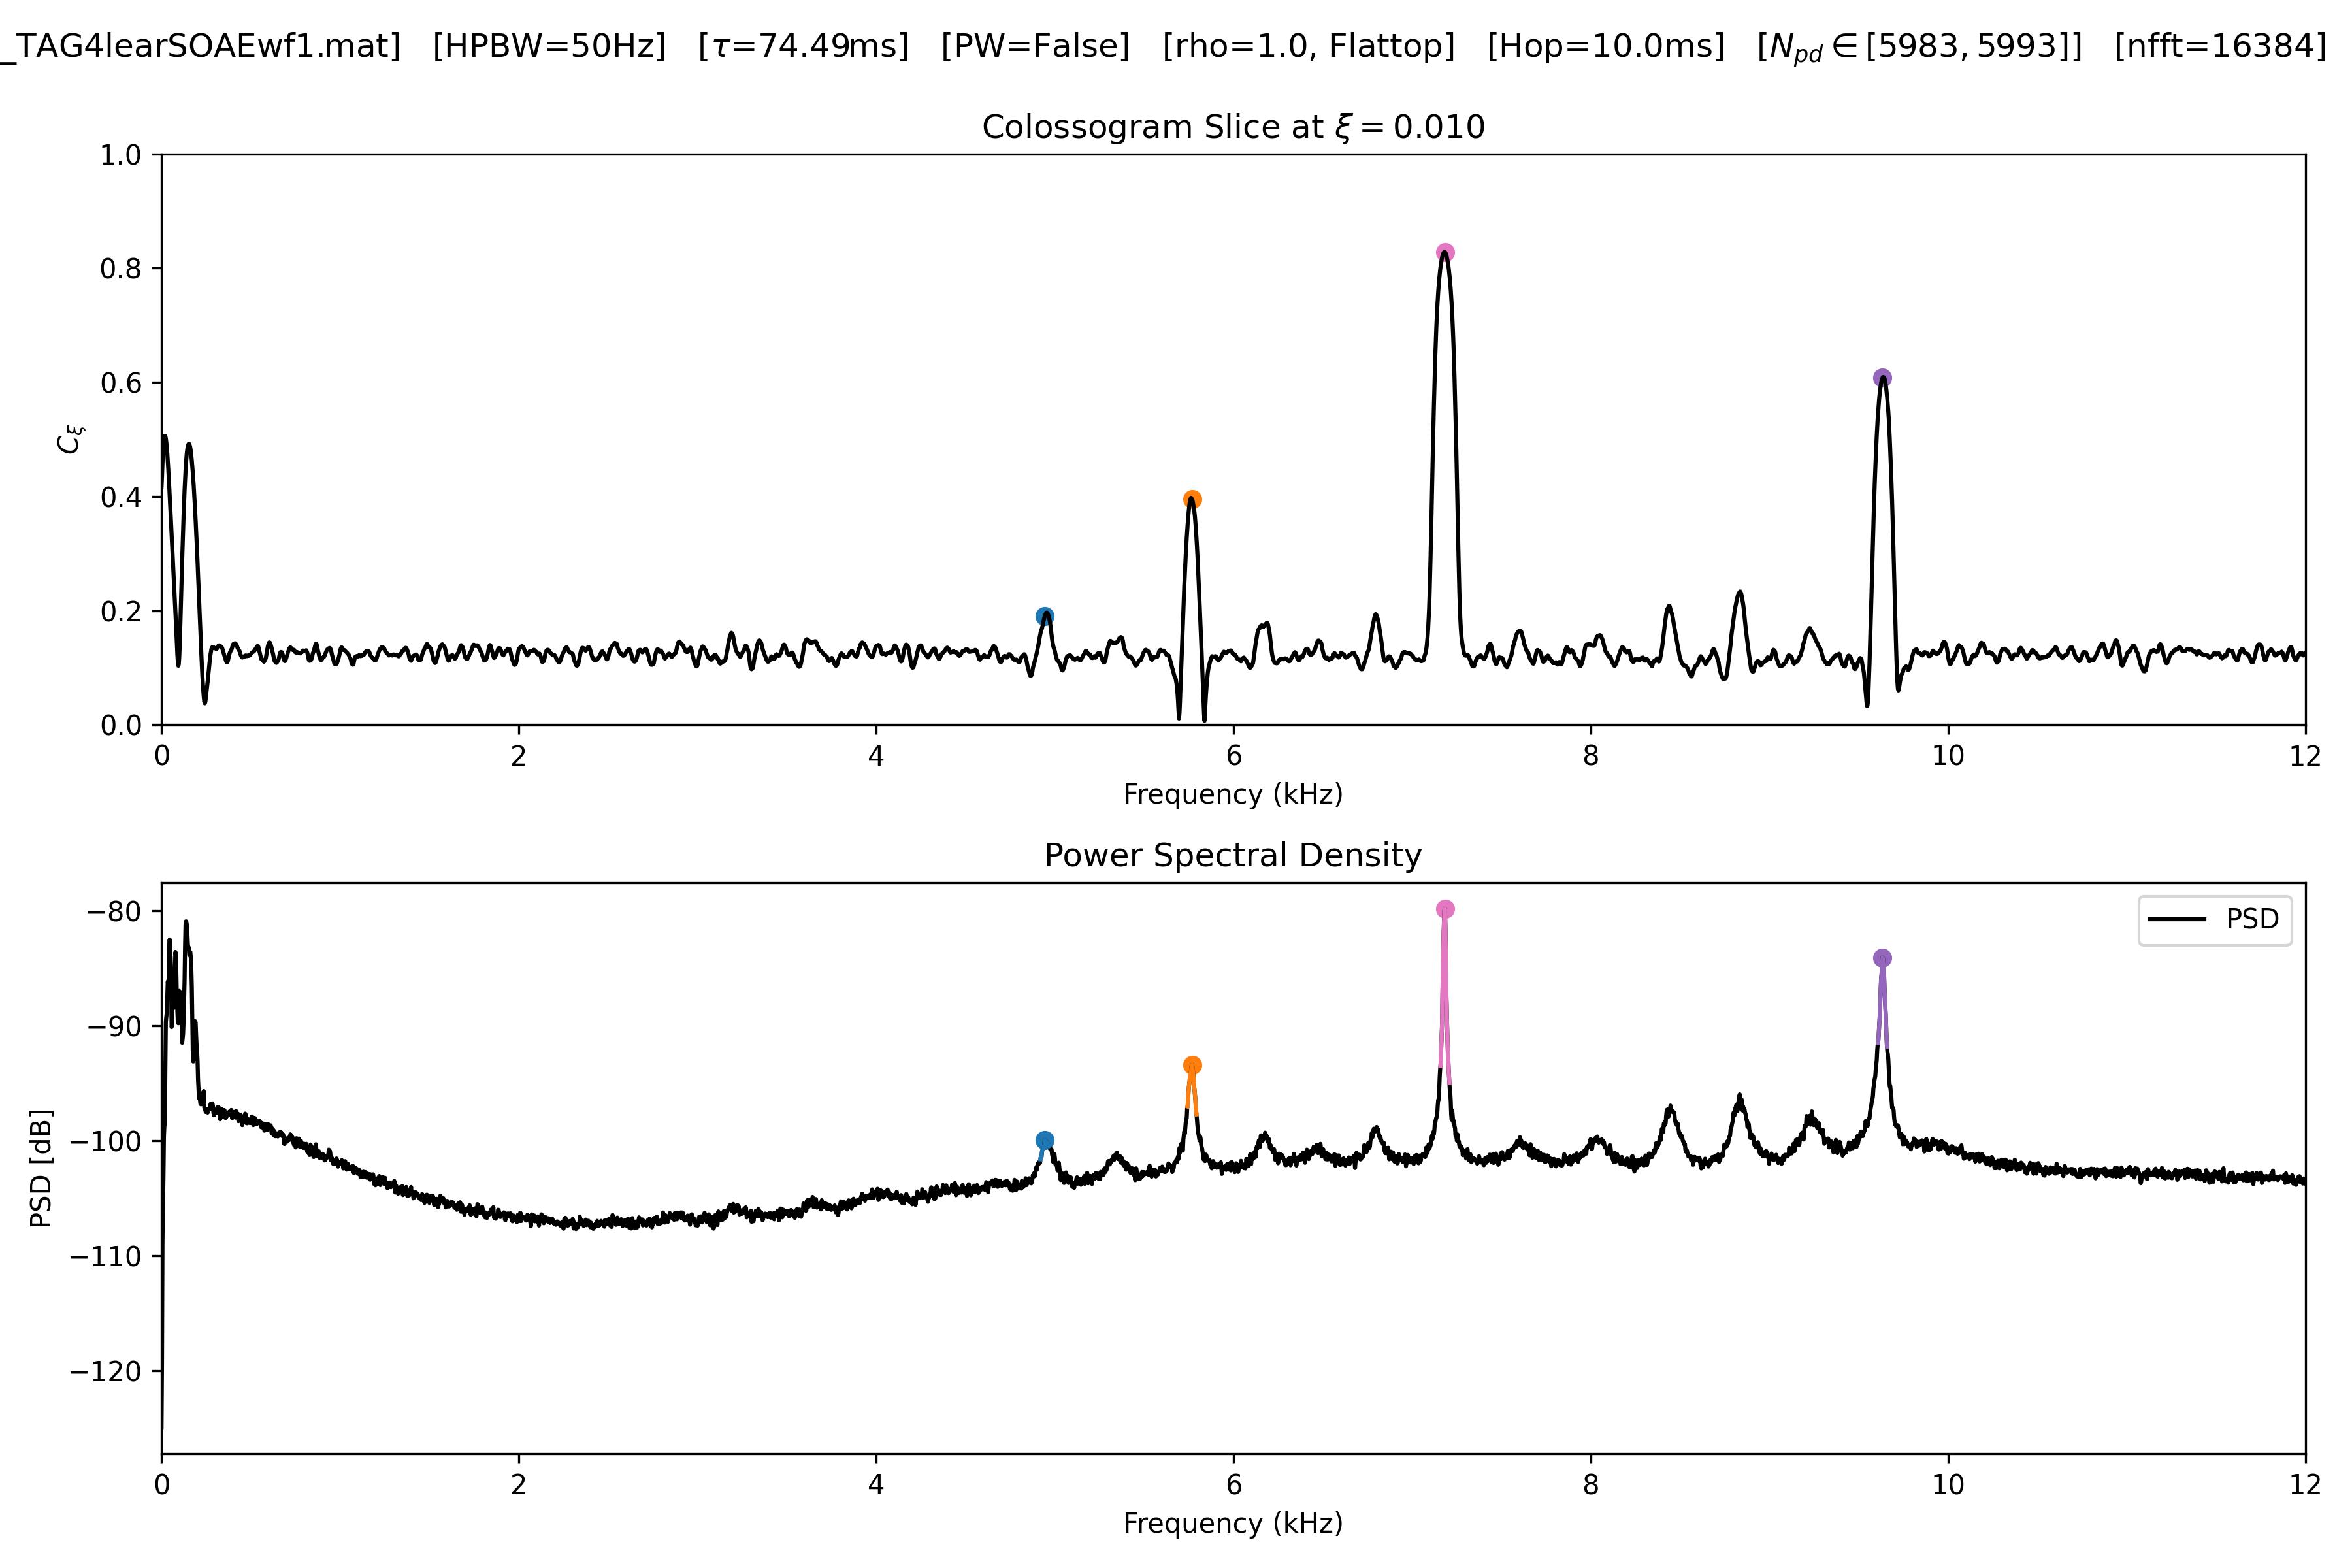 _TAG4learSOAEwf1.mat] [HPBW=50Hz] [τ=74.49ms] [PW=False] [rho=1.0, Flattop] [Hop=10.0ms] [N_pd ∈ [5983, 5993]] [nfft=16384]
Colossogram Slice at ξ = 0.010
1.0
0.8
0.6
0.4
0.2
0.0
C_ξ
0 2 4 6 8 10 12
Frequency (kHz)
Power Spectral Density
PSD
−80
−90
−100
−110
−120
PSD [dB]
0 2 4 6 8 10 12
Frequency (kHz)